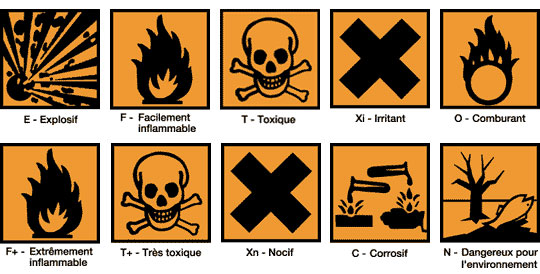 E - Explosif
F - Facilement
inflammable
T - Toxique
Xi - Irritant
O - Comburant
F+ - Extrêmement
inflammable
T+ - Très toxique
Xn - Nocif
C - Corrosif
N - Dangereux pour
l'environnement